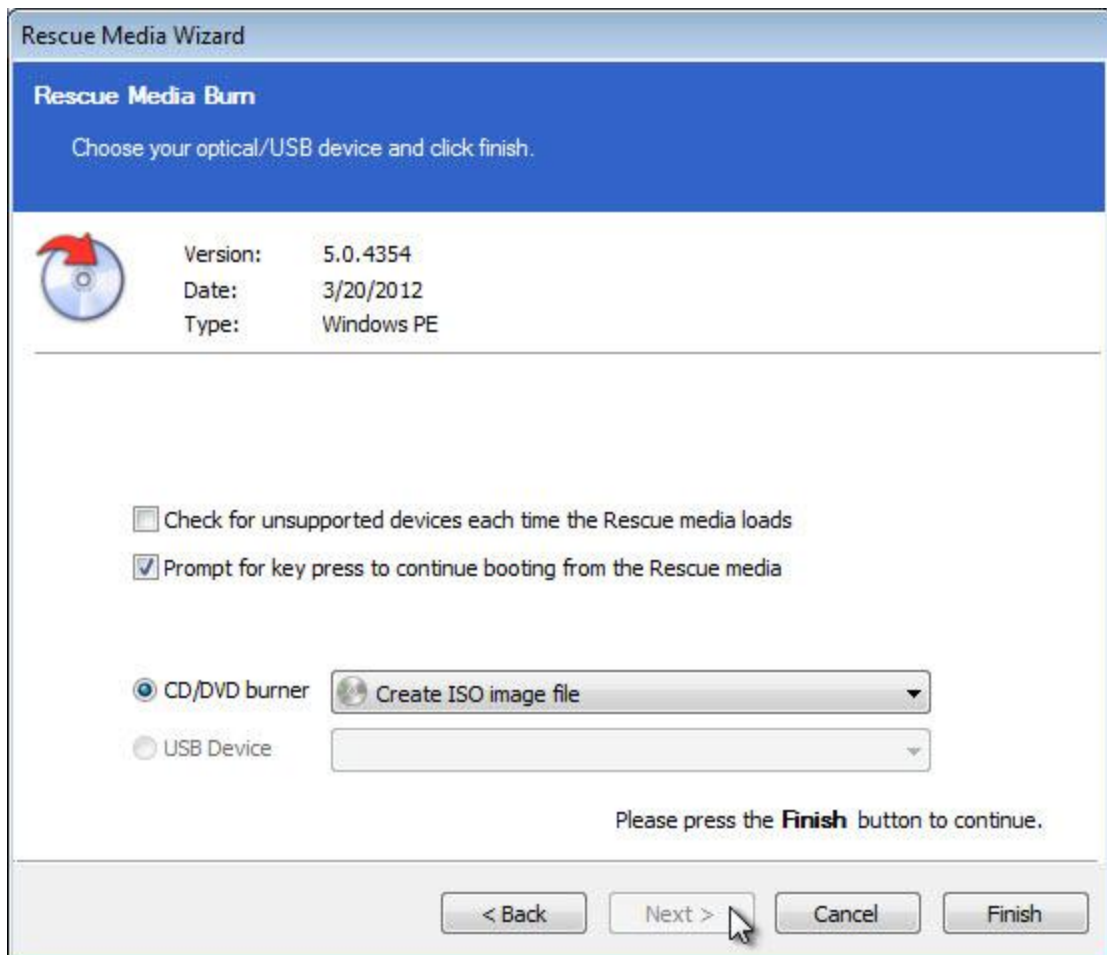 Rescue Media Wizard
Rescue Media Burn
Choose your optical/USB device and click finish.
Version: 5.0.4354
Date: 3/20/2012
Type: Windows PE
Check for unsupported devices each time the Rescue media loads
Prompt for key press to continue booting from the Rescue media
CD/DVD burner Create ISO image file
USB Device
Please press the Finish button to continue.
< Back Next > Cancel Finish